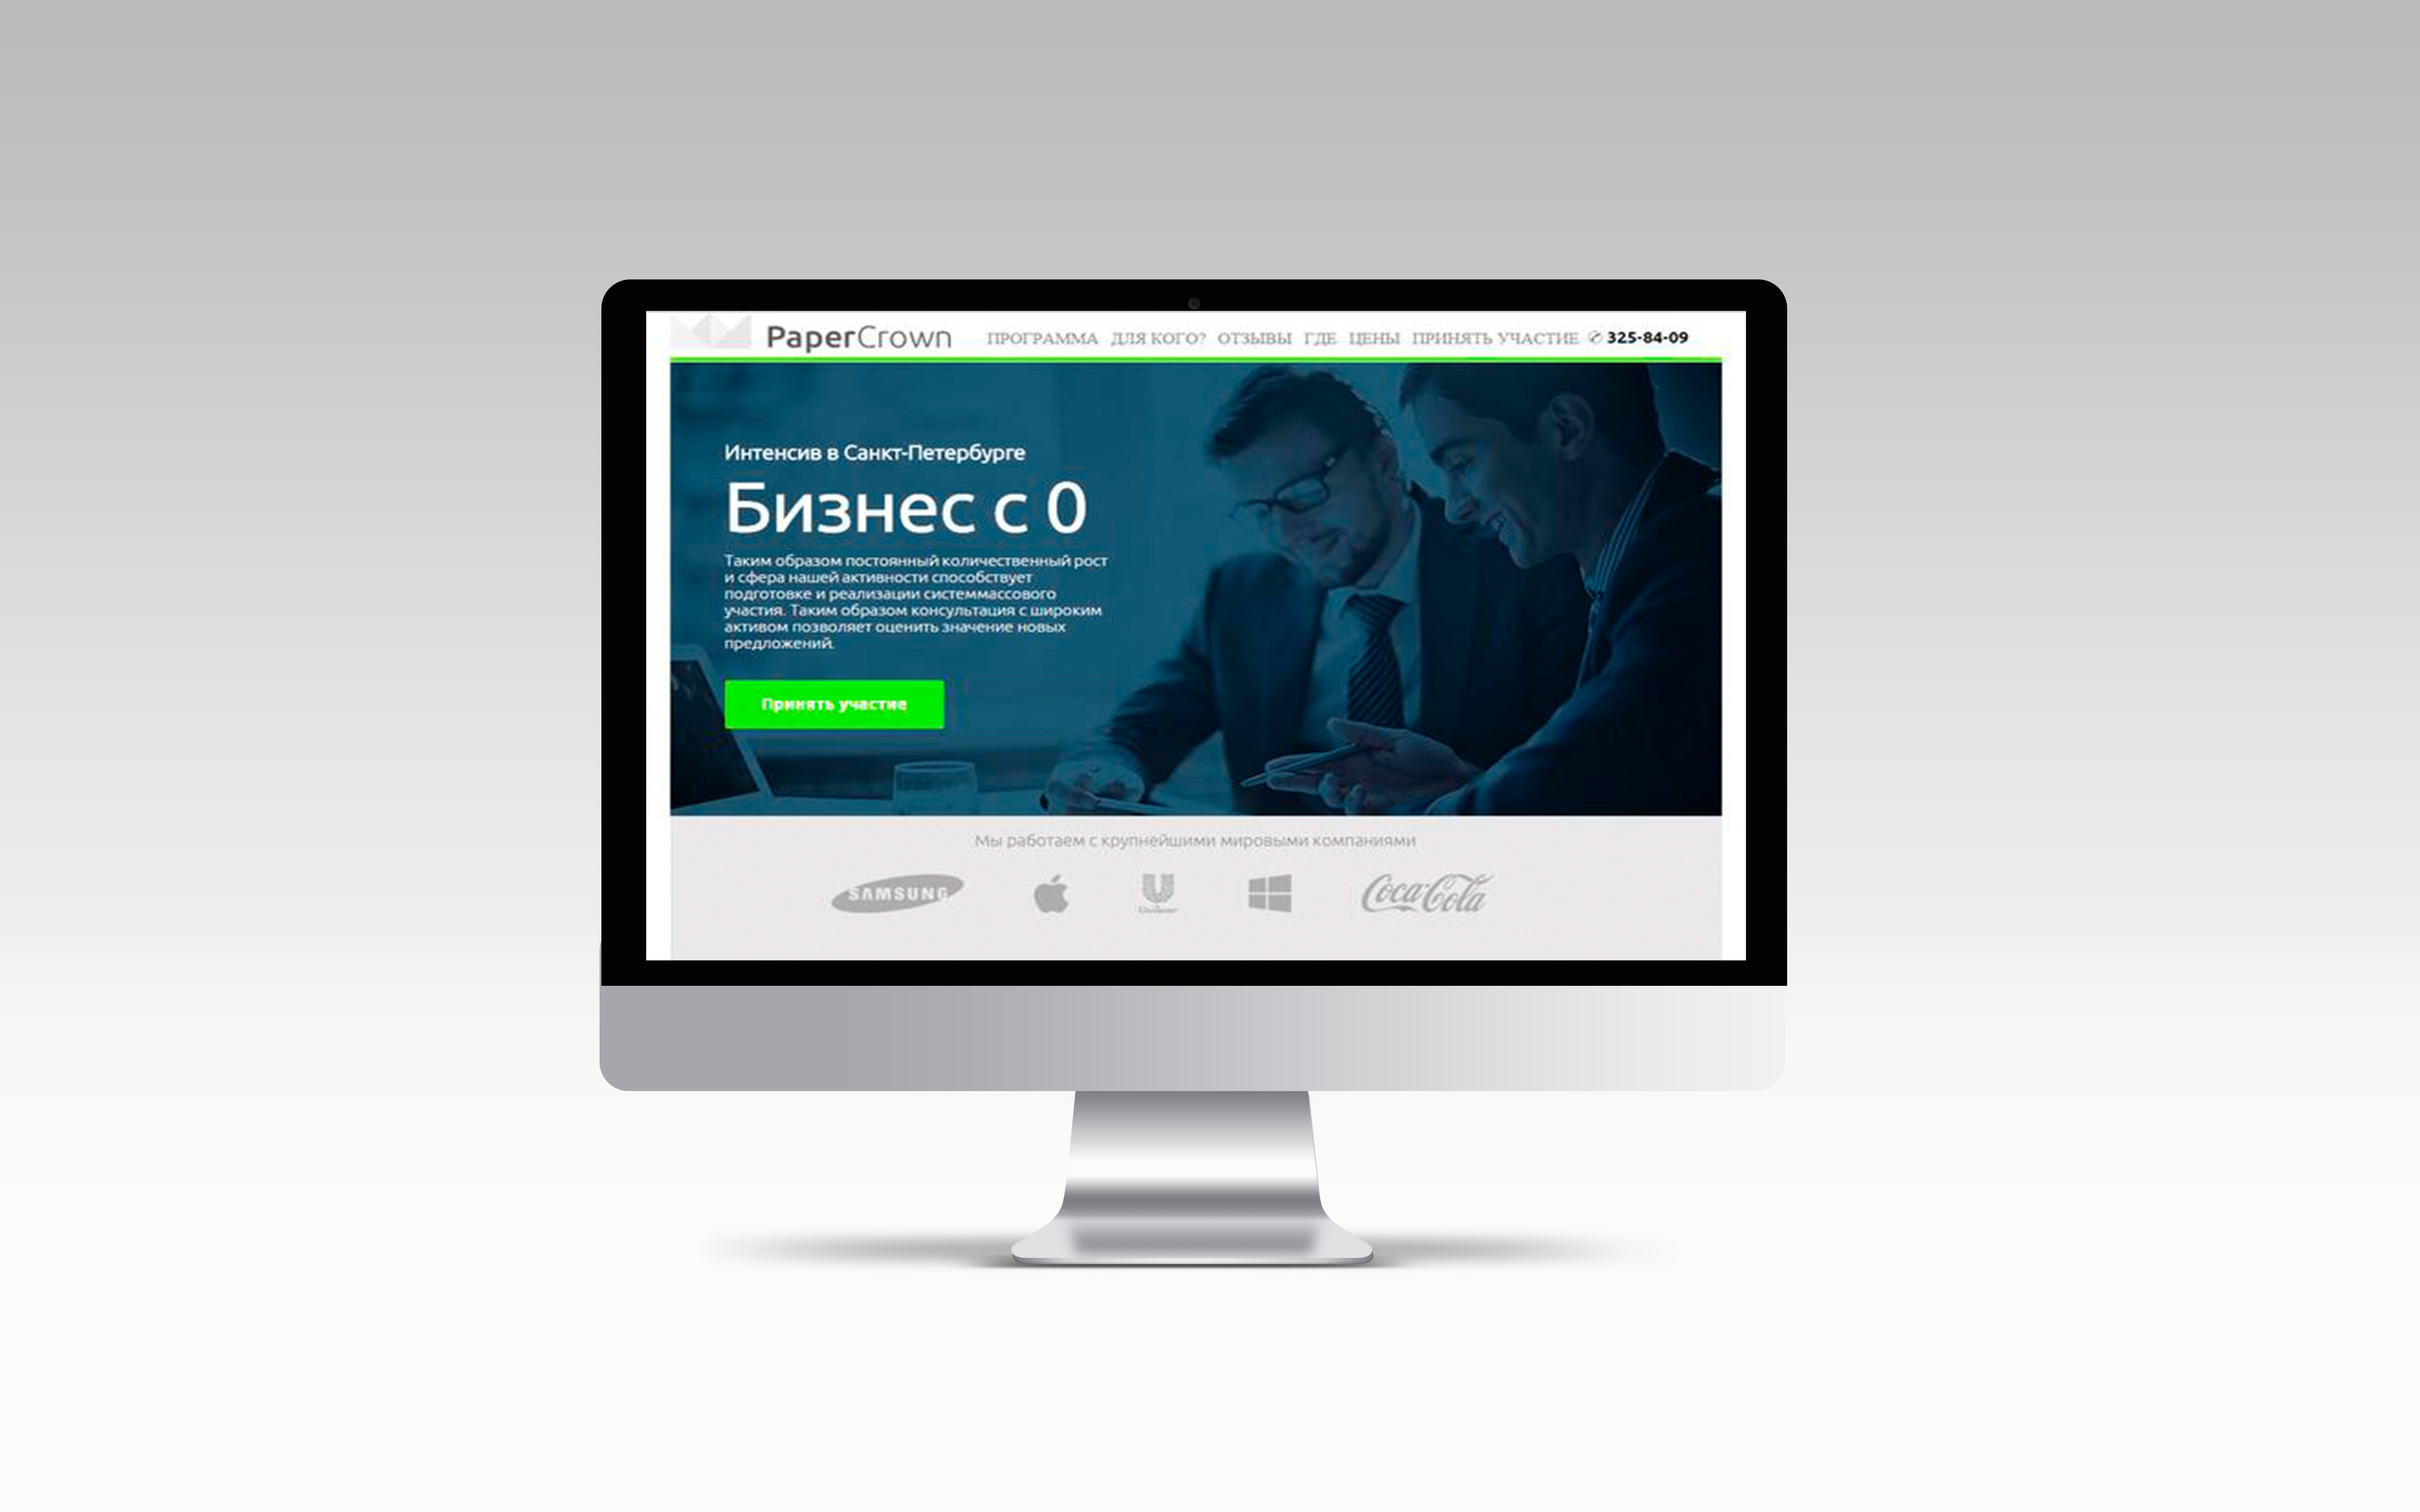 PaperCrown ПРОГРАММА ДЛЯ КОГО? ОТЗЫВЫ ГДЕ ЦЕНЫ ПРИНЯТЬ УЧАСТИЕ ✆ 325-84-09
Интенсив в Санкт-Петербурге
Бизнес с 0
Таким образом постоянный количественный рост
и сфера нашей активности способствует
подготовке и реализации системмассового
участия. Таким образом консультация с широким
активом позволяет оценить значение новых
предложений.
Принять участие
Мы работаем с крупнейшими мировыми компаниями
SAMSUNG Unilever Coca-Cola